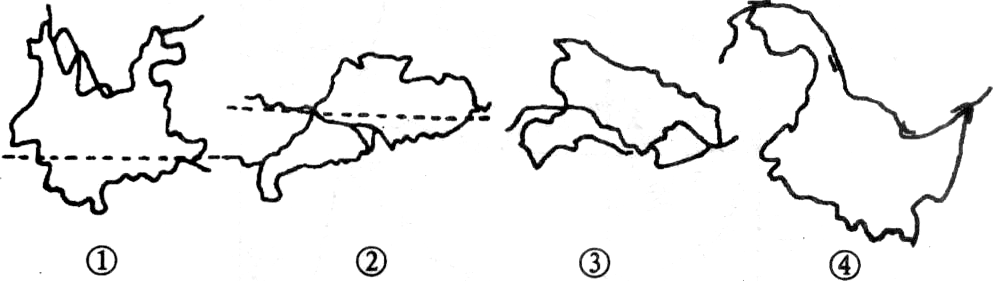 ① ② ③ ④